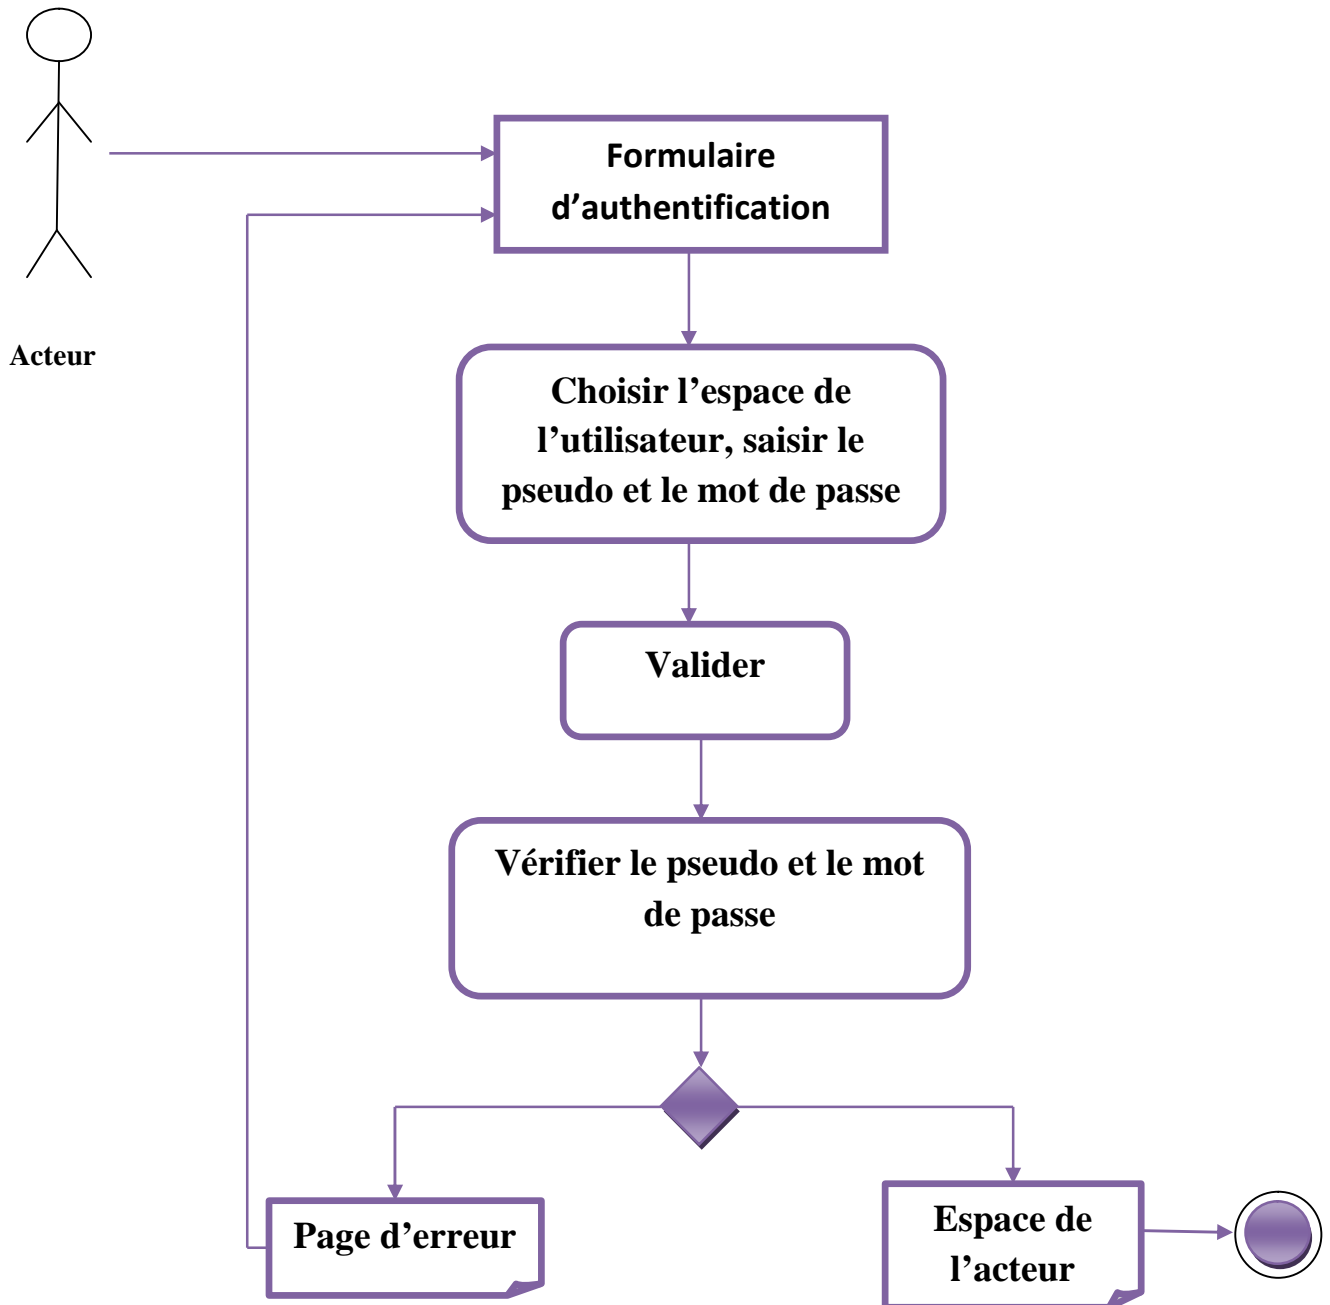 Formulaire
d’authentification
Acteur
Choisir l’espace de
l’utilisateur, saisir le
pseudo et le mot de passe
Valider
Vérifier le pseudo et le mot
de passe
Page d’erreur
Espace de
l’acteur